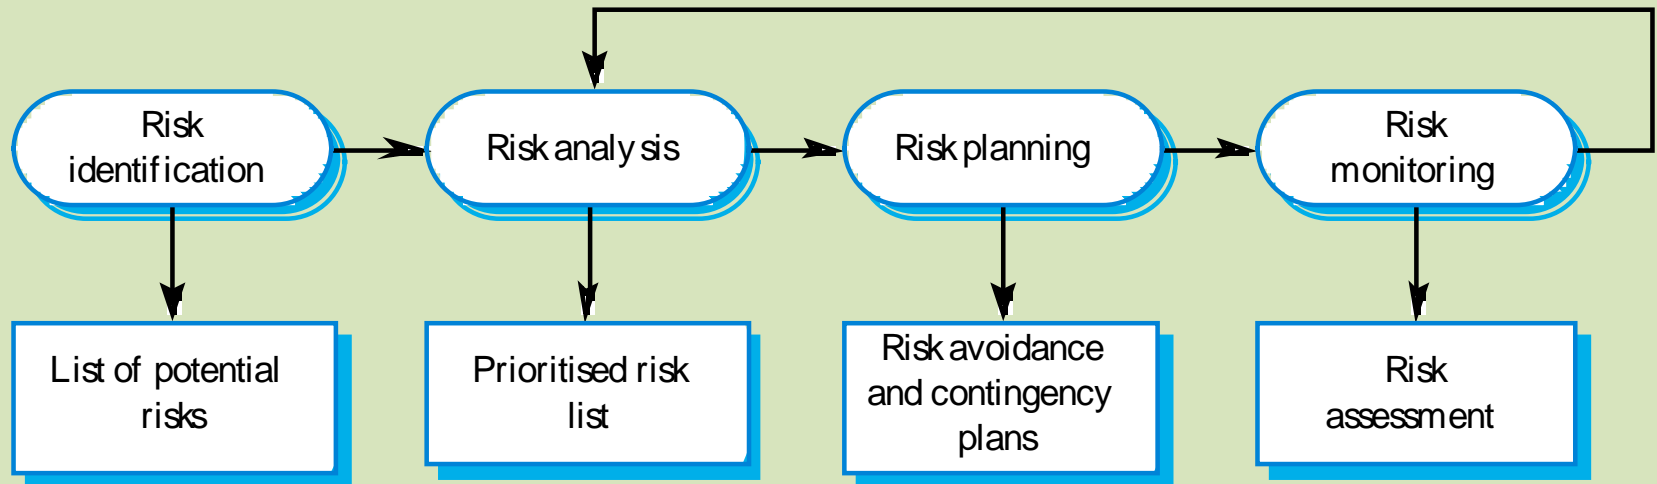 Risk
identification
Risk analysis
Risk planning
Risk
monitoring
List of potential
risks
Prioritised risk
list
Risk avoidance
and contingency
plans
Risk
assessment